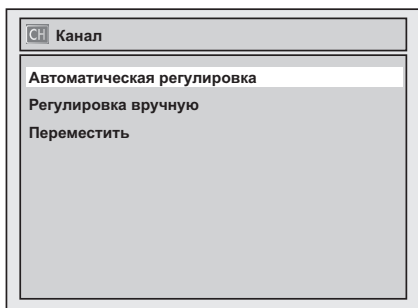 CH Канал
Автоматическая регулировка
Регулировка вручную
Переместить